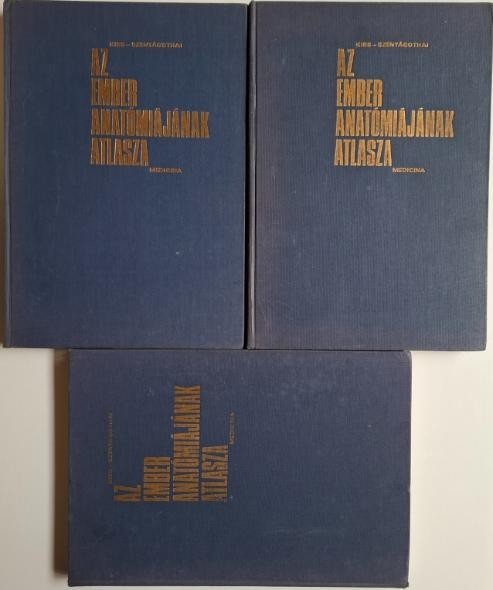 KISS – SZENTÁGOTHAI
AZ
EMBER
ANATÓMIÁJÁNAK
ATLASZA
MEDICINA
KISS – SZENTÁGOTHAI
AZ
EMBER
ANATÓMIÁJÁNAK
ATLASZA
MEDICINA
KISS – SZENTÁGOTHAI
AZ
EMBER
ANATÓMIÁJÁNAK
ATLASZA
MEDICINA